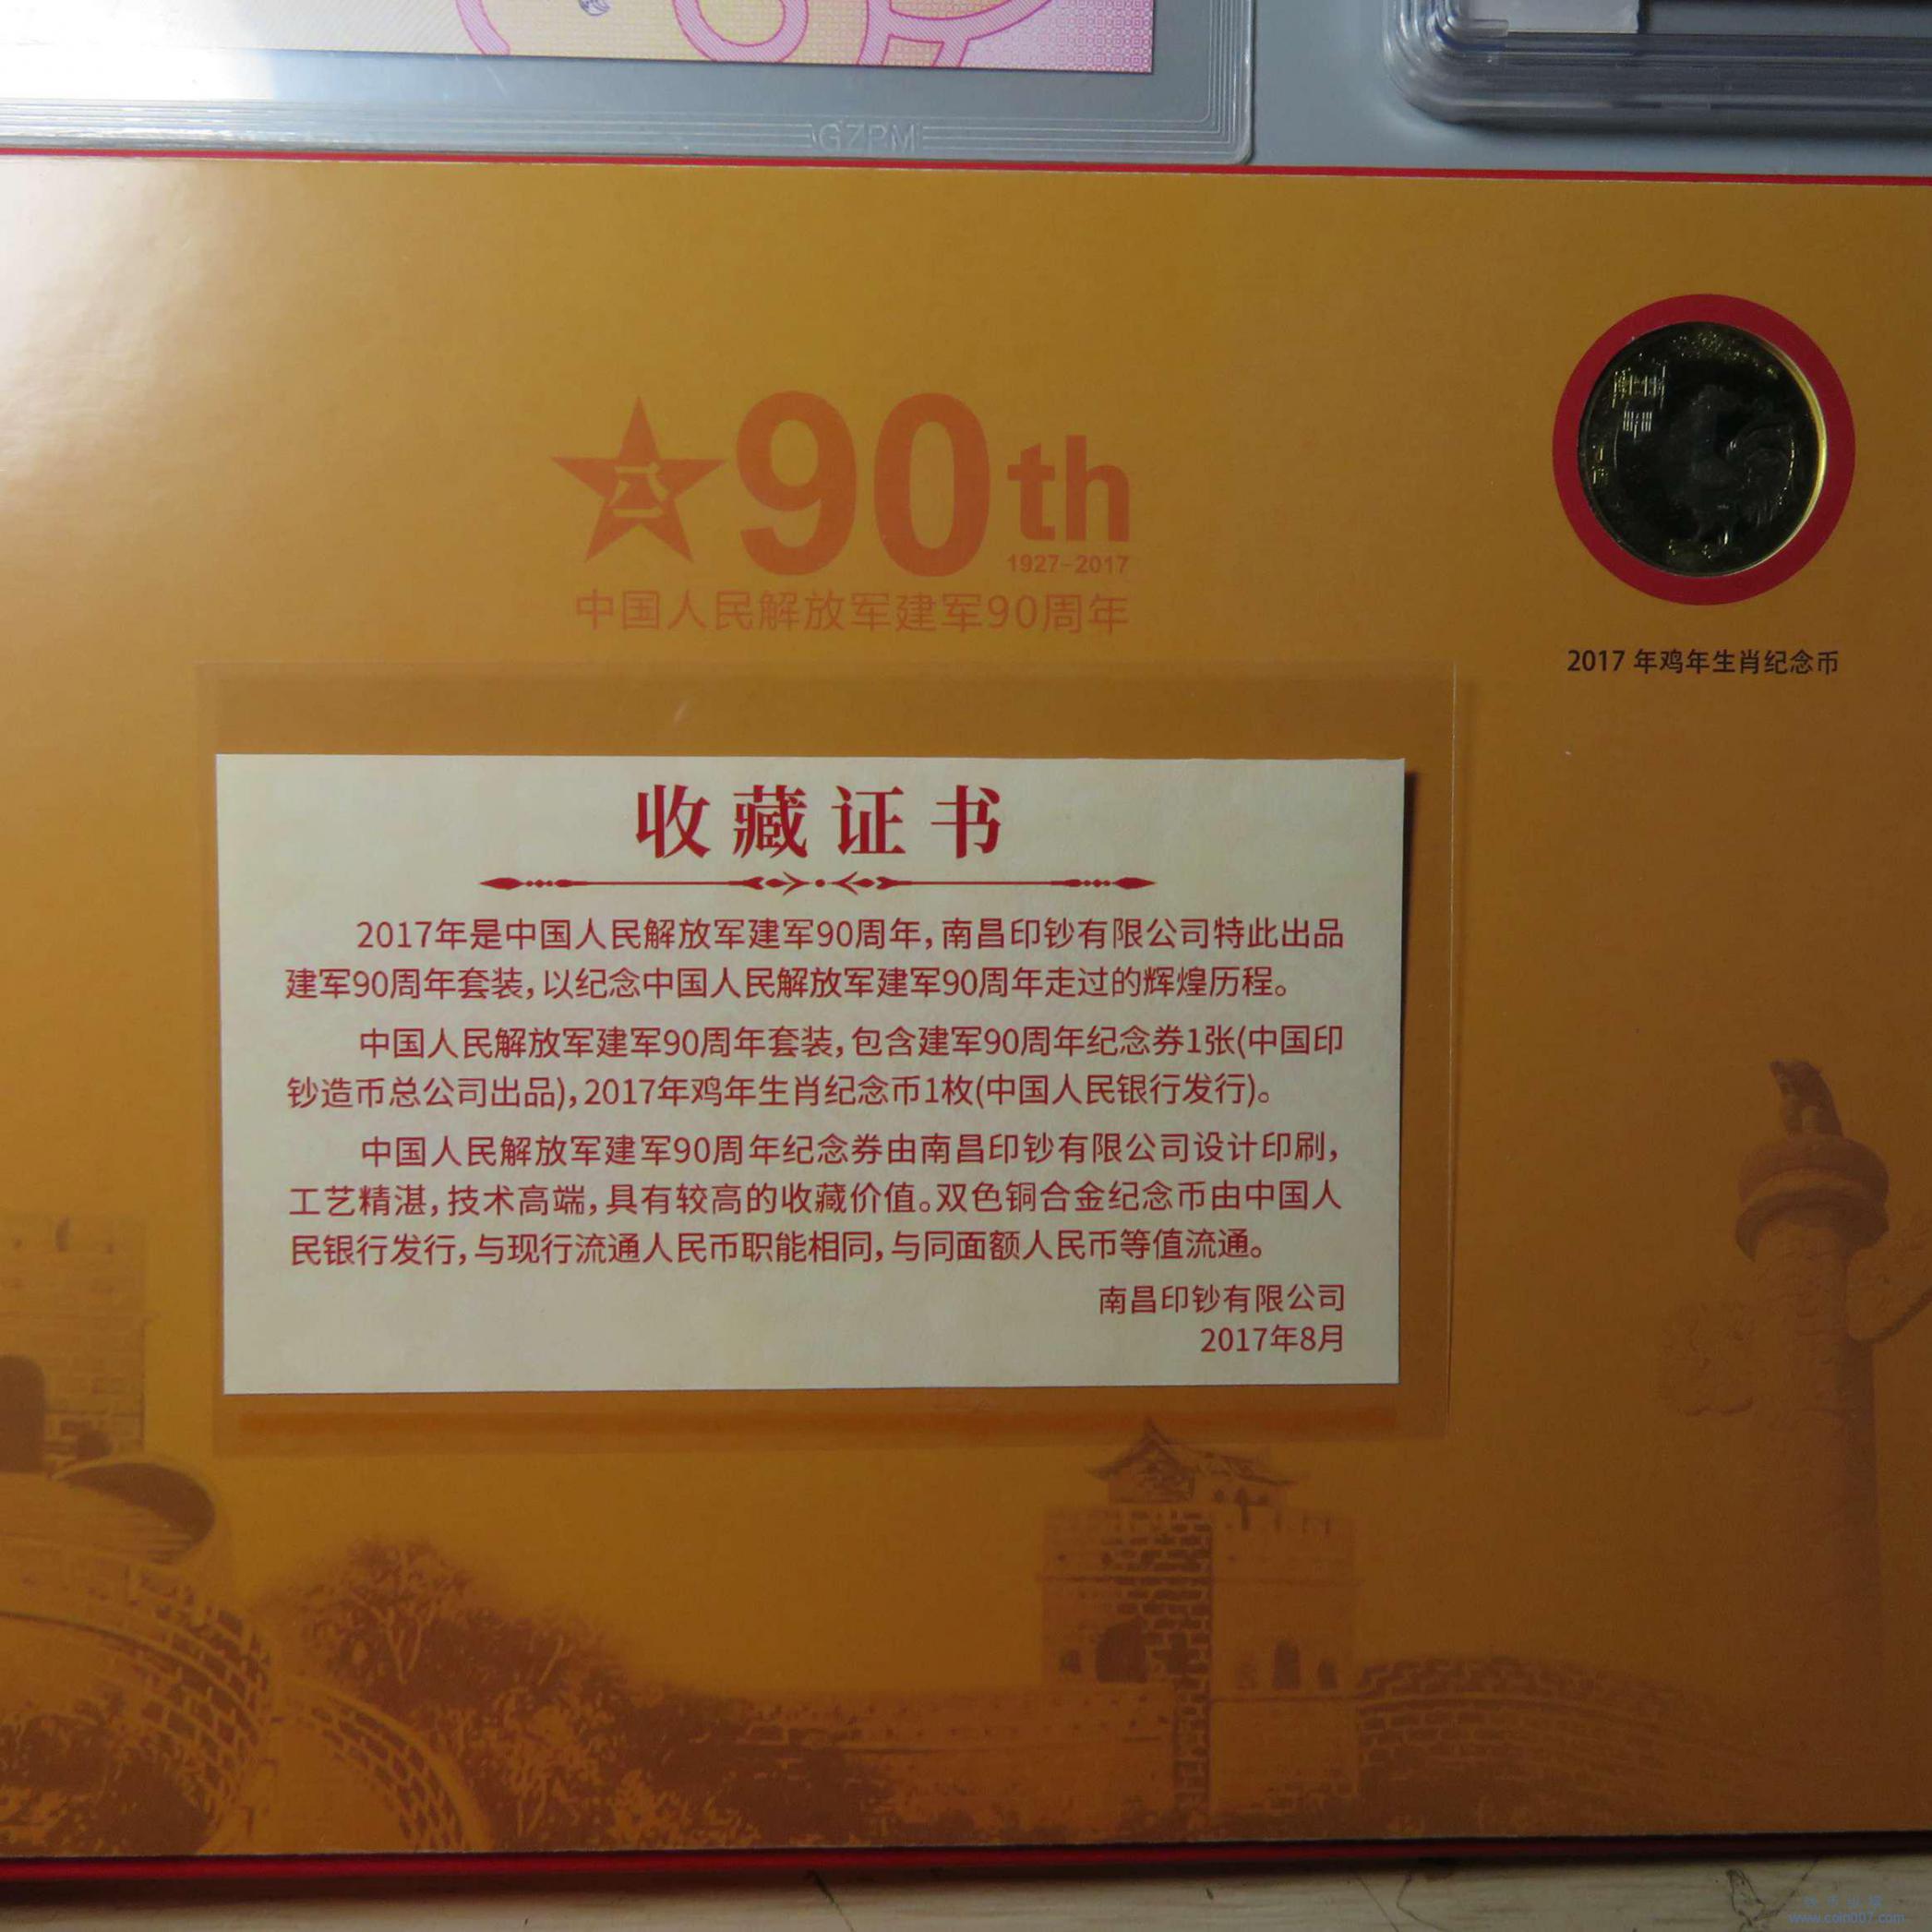 GZPM
八一
90th
1927-2017
中国人民解放军建军90周年
2017 年鸡年生肖纪念币
收藏证书
2017年是中国人民解放军建军90周年,南昌印钞有限公司特此出品
建军90周年套装,以纪念中国人民解放军建军90周年走过的辉煌历程。
中国人民解放军建军90周年套装,包含建军90周年纪念券1张(中国印
钞造币总公司出品),2017年鸡年生肖纪念币1枚(中国人民银行发行)。
中国人民解放军建军90周年纪念券由南昌印钞有限公司设计印刷,
工艺精湛,技术高端,具有较高的收藏价值。双色铜合金纪念币由中国人
民银行发行,与现行流通人民币职能相同,与同面额人民币等值流通。
南昌印钞有限公司
2017年8月
www.coin007.com